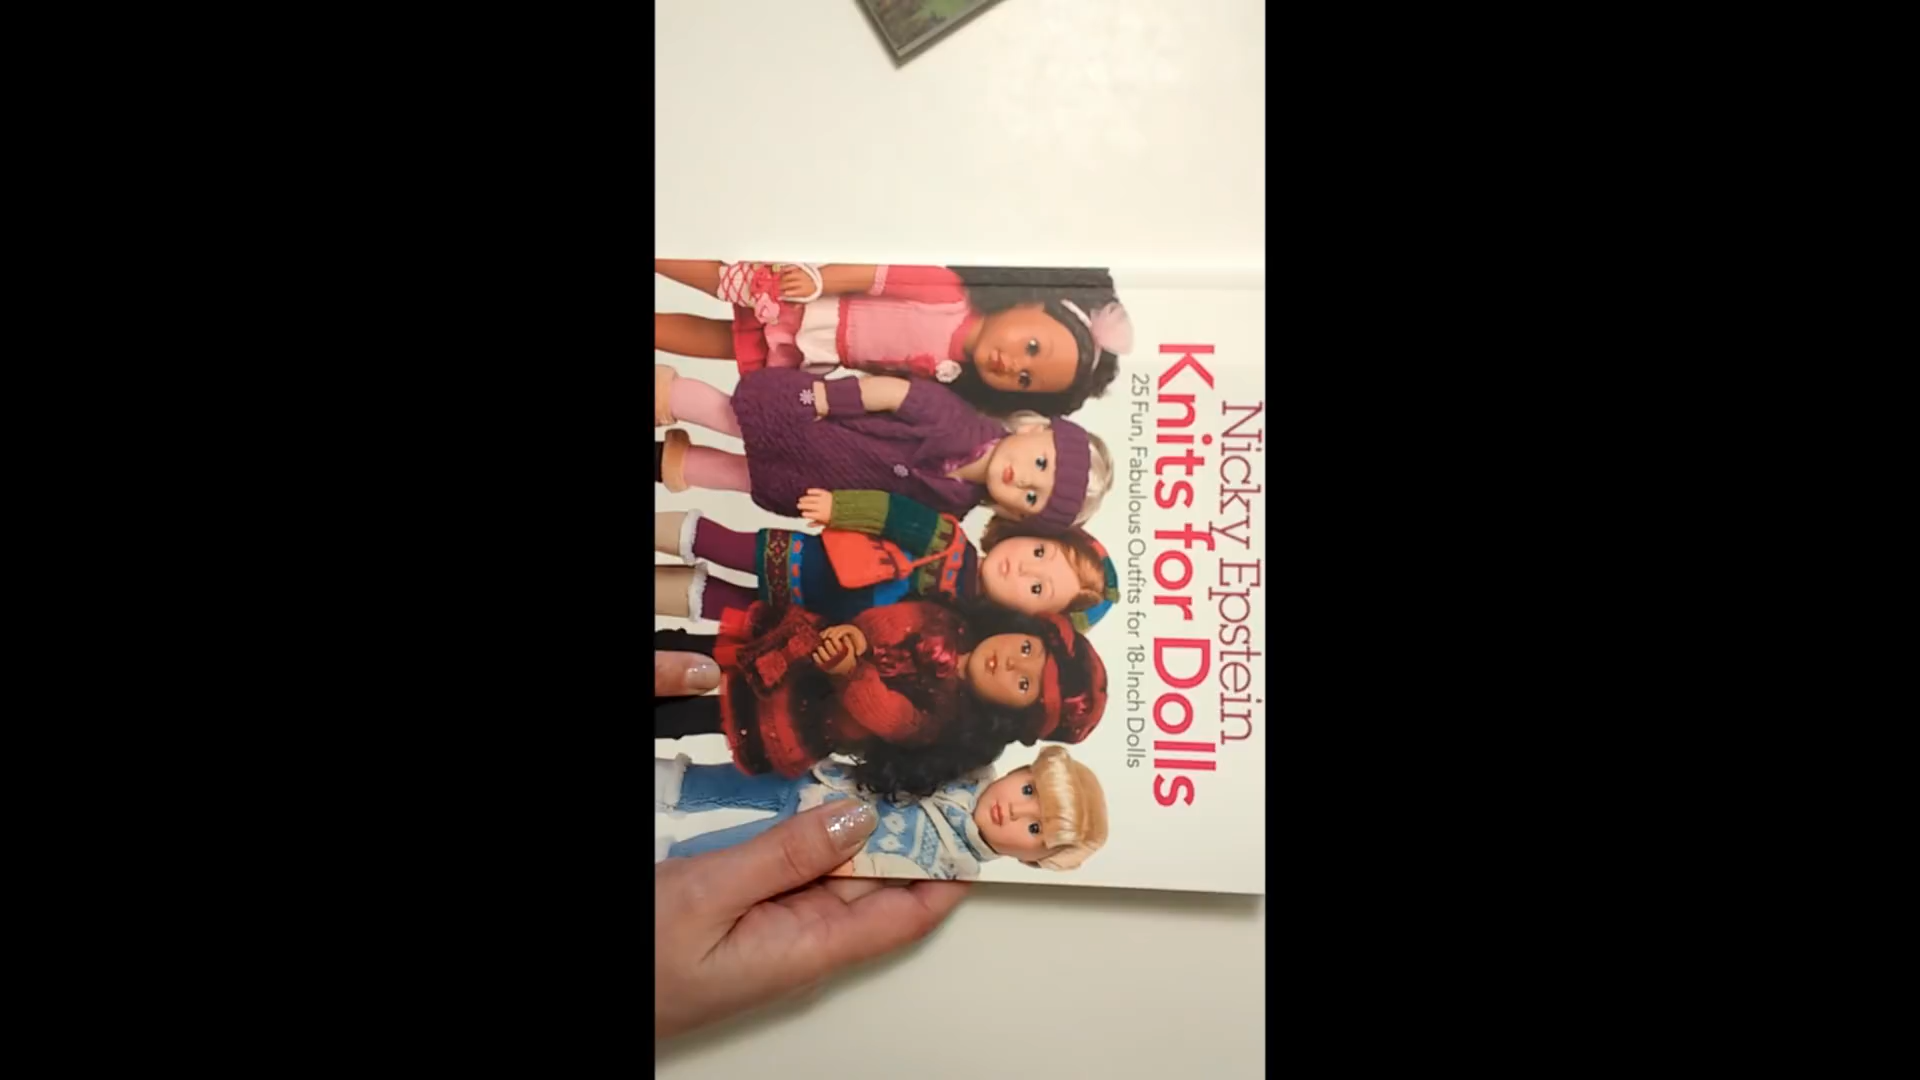 Nicky Epstein
Knits for Dolls
25 Fun, Fabulous Outfits for 18-Inch Dolls